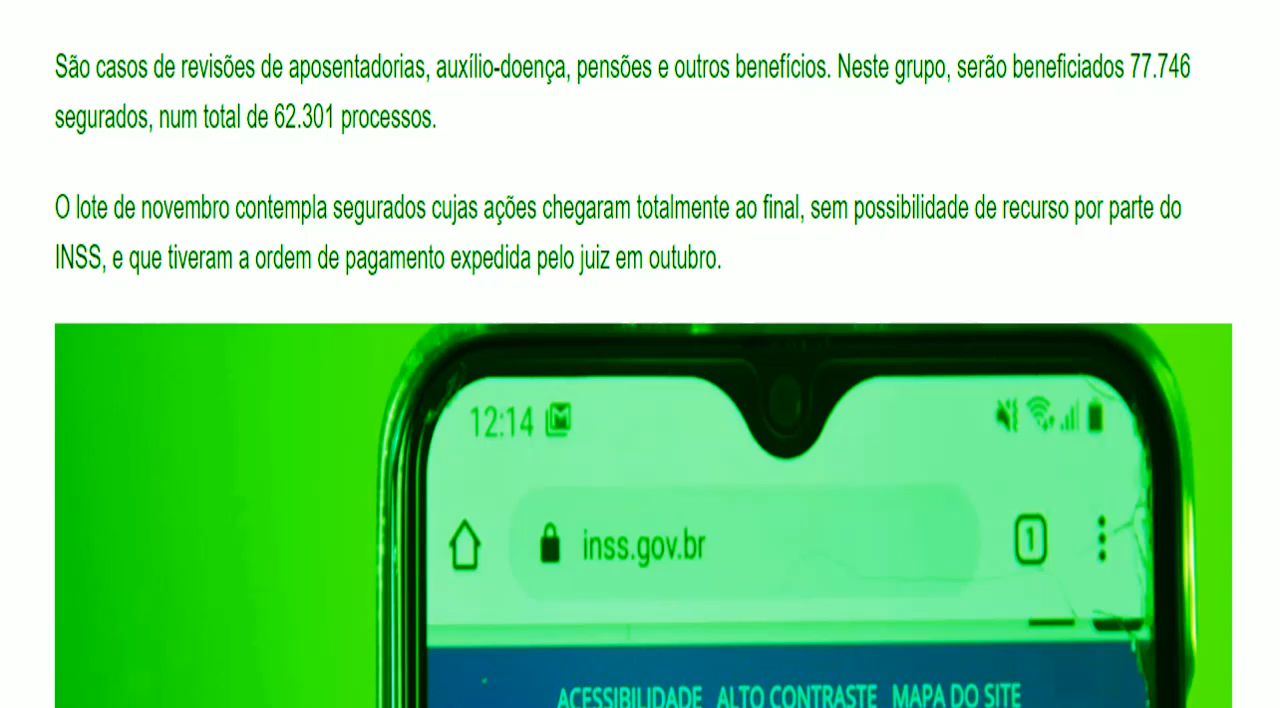 São casos de revisões de aposentadorias, auxílio-doença, pensões e outros benefícios. Neste grupo, serão beneficiados 77.746
segurados, num total de 62.301 processos.
O lote de novembro contempla segurados cujas ações chegaram totalmente ao final, sem possibilidade de recurso por parte do
INSS, e que tiveram a ordem de pagamento expedida pelo juiz em outubro.
12:14
inss.gov.br 1
ACESSIBILIDADE ALTO CONTRASTE MAPA DO SITE